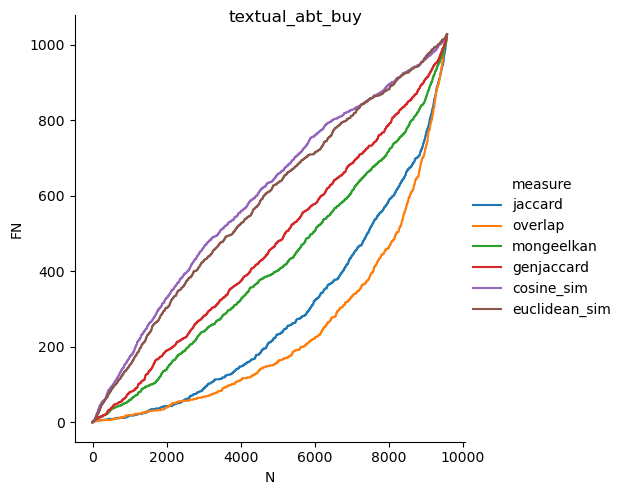 textual_abt_buy
1000
800
600
400
200
0
FN
0 2000 4000 6000 8000 10000
N
measure
jaccard
overlap
mongeelkan
genjaccard
cosine_sim
euclidean_sim